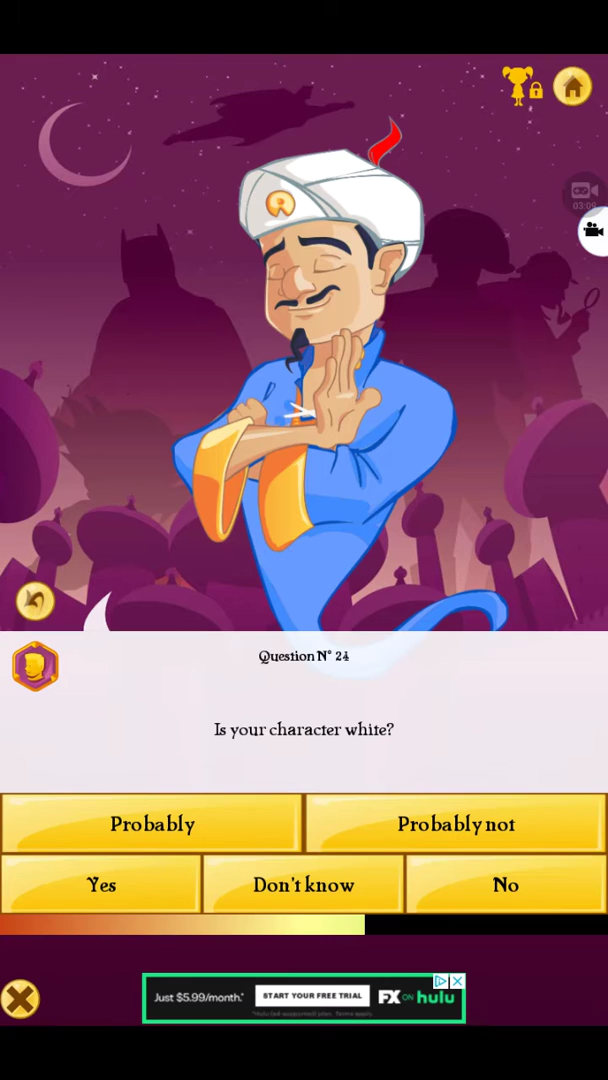 03:09
Question N° 24
Is your character white?
Probably
Probably not
Yes
Don't know
No
Just $5.99/month.*
START YOUR FREE TRIAL
FX ON hulu